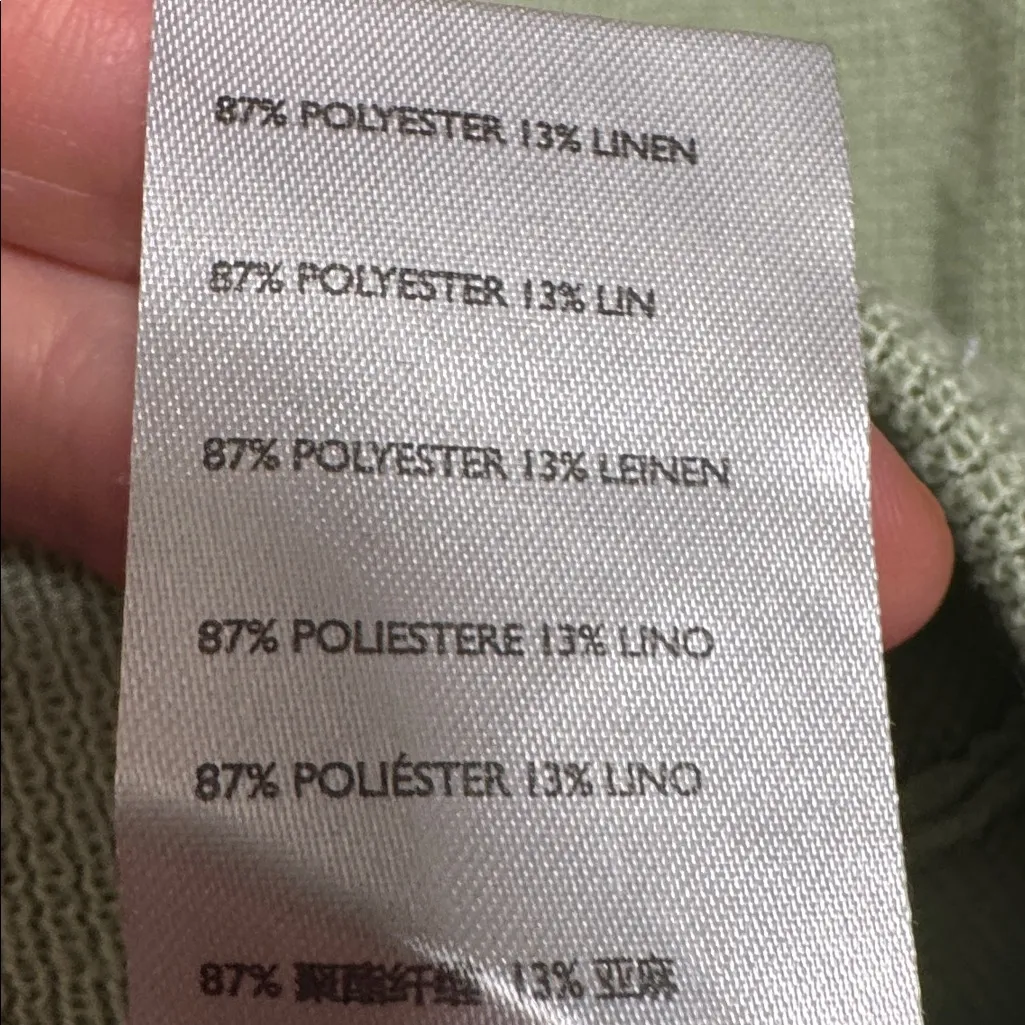 87% POLYESTER 13% LINEN
87% POLYESTER 13% LIN
87% POLYESTER 13% LEINEN
87% POLIESTERE 13% LINO
87% POLIÉSTER 13% LINO
87% 聚酯纤维 13% 亚麻